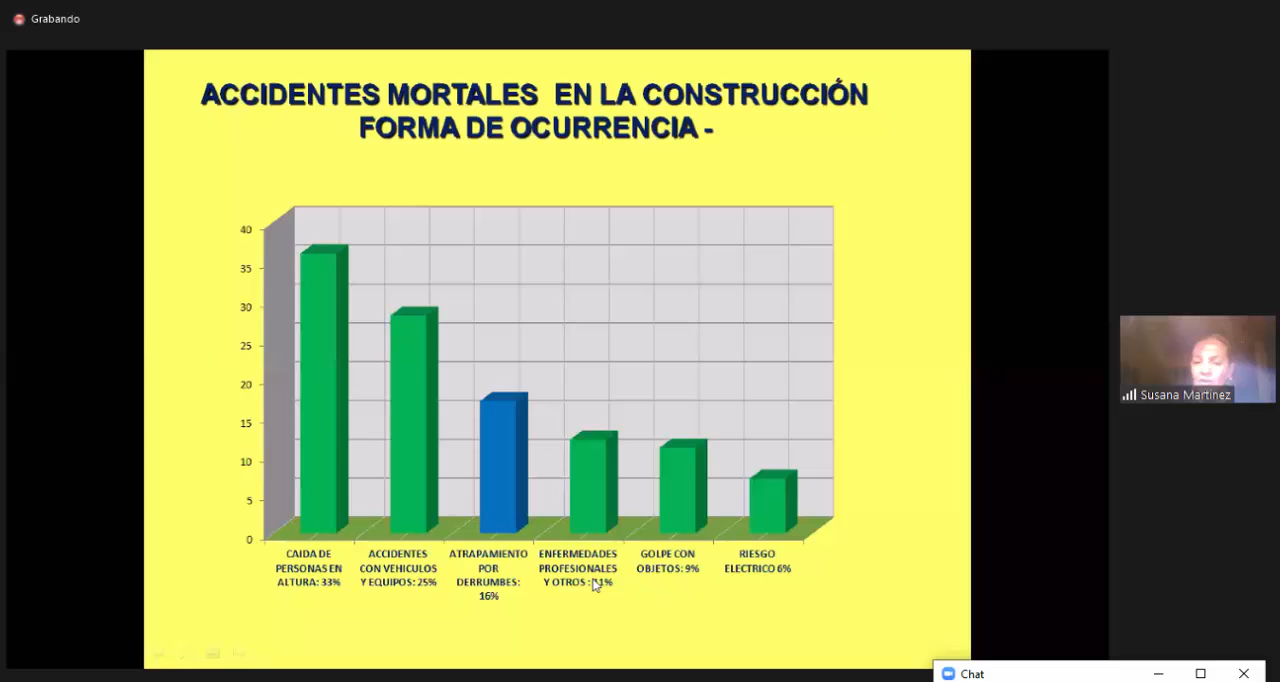 Grabando
ACCIDENTES MORTALES EN LA CONSTRUCCIÓN
FORMA DE OCURRENCIA -
40
35
30
25
20
15
10
5
0
CAIDA DE
PERSONAS EN
ALTURA: 33%
ACCIDENTES
CON VEHICULOS
Y EQUIPOS: 25%
ATRAPAMIENTO
POR
DERRUMBES:
16%
ENFERMEDADES
PROFESIONALES
Y OTROS :
GOLPE CON
OBJETOS: 9%
RIESGO
ELECTRICO 6%
Susana Martinez
Chat